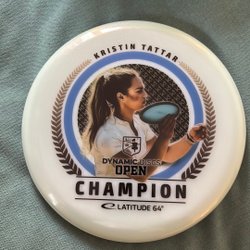 KRISTIN TATTAR
DYNAMIC DISCS
OPEN
CHAMPION
LATITUDE 64°